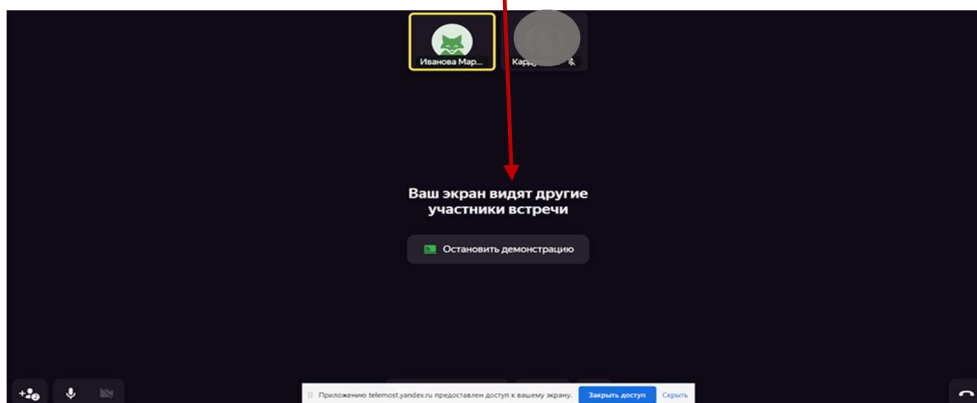 Иванова Мар...
Ваш экран видят другие
участники встречи
Остановить демонстрацию
Приложению telemost.yandex.ru предоставлен доступ к вашему экрану.
Закрыть доступ
Скрыть